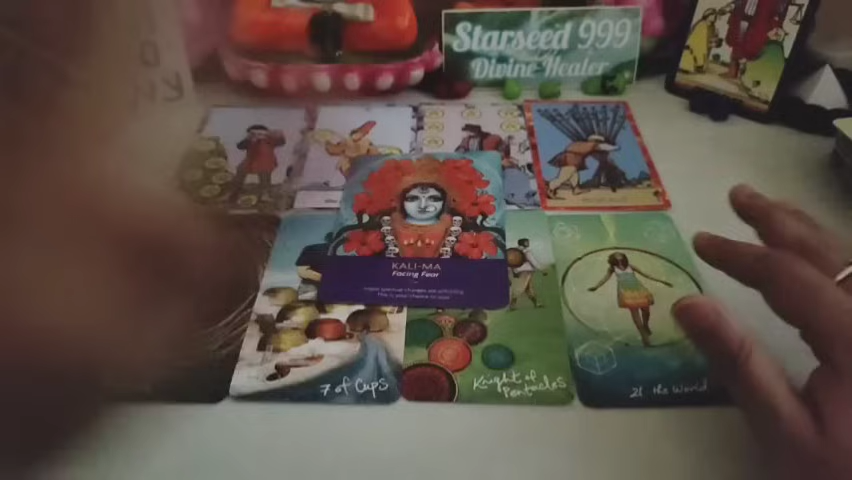 Starseed 999
Divine Healer
KALI-MA
Facing Fear
7 of Cups
Knight of
Pentacles
21 the World